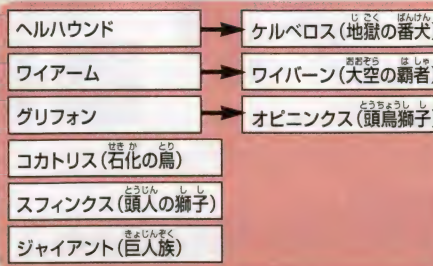 ヘルハウンド → ケルベロス(地獄の番犬)
ワイアーム → ワイバーン(大空の覇者)
グリフォン → オピニンクス(頭鳥獅子)
コカトリス(石化の鳥)
スフィンクス(頭人の獅子)
ジャイアント(巨人族)